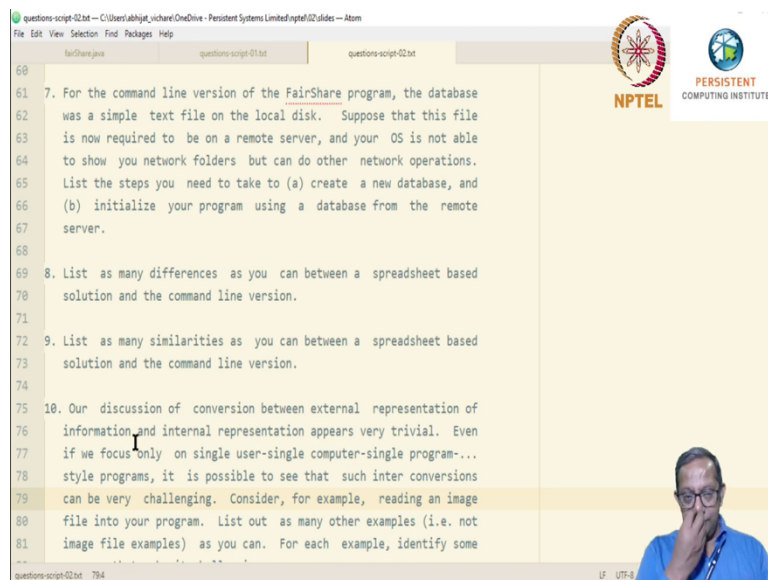 questions-script-02.txt — C:\Users\abhijat_vichare\OneDrive - Persistent Systems Limited\nptel\02\slides — Atom
File Edit View Selection Find Packages Help
fairShare.java questions-script-01.txt questions-script-02.txt
NPTEL
PERSISTENT
COMPUTING INSTITUTE
60
61 7. For the command line version of the FairShare program, the database
62 was a simple text file on the local disk. Suppose that this file
63 is now required to be on a remote server, and your OS is not able
64 to show you network folders but can do other network operations.
65 List the steps you need to take to (a) create a new database, and
66 (b) initialize your program using a database from the remote
67 server.
68
69 8. List as many differences as you can between a spreadsheet based
70 solution and the command line version.
71
72 9. List as many similarities as you can between a spreadsheet based
73 solution and the command line version.
74
75 10. Our discussion of conversion between external representation of
76 information and internal representation appears very trivial. Even
77 if we focus only on single user-single computer-single program-...
78 style programs, it is possible to see that such inter conversions
79 can be very challenging. Consider, for example, reading an image
80 file into your program. List out as many other examples (i.e. not
81 image file examples) as you can. For each example, identify some
questions-script-02.txt 79:4 LF UTF-8